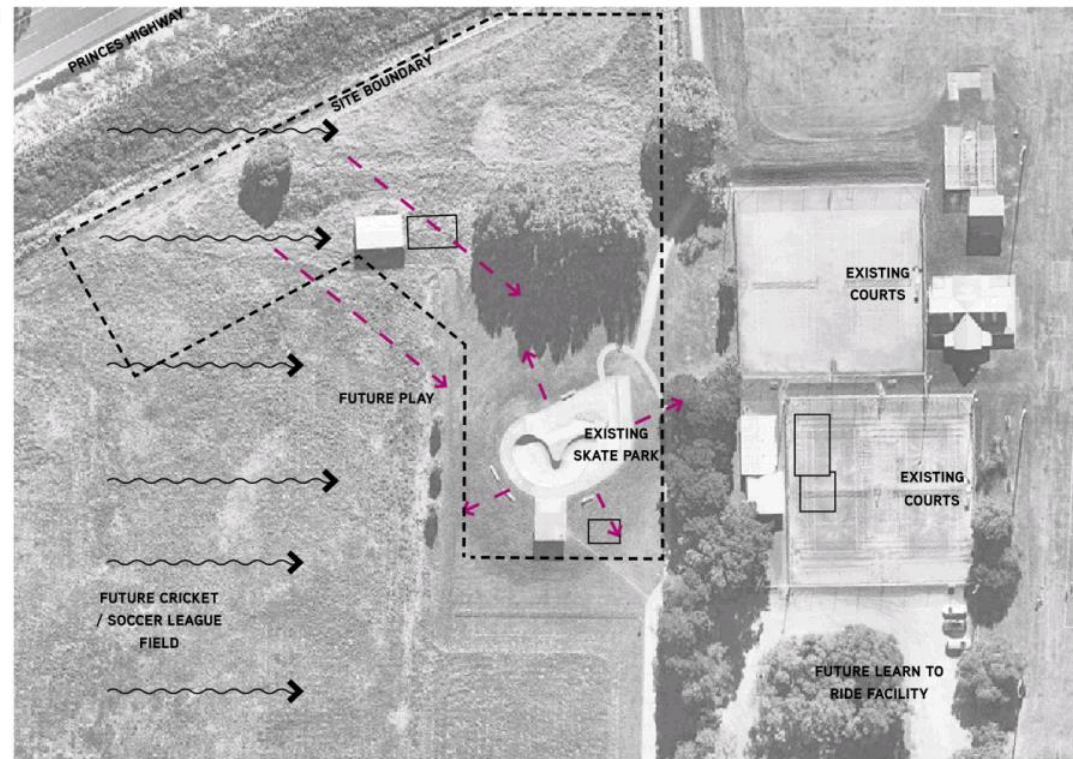 PRINCES HIGHWAY
SITE BOUNDARY
EXISTING
COURTS
FUTURE PLAY
EXISTING
SKATE PARK
EXISTING
COURTS
FUTURE CRICKET
/ SOCCER LEAGUE
FIELD
FUTURE LEARN TO
RIDE FACILITY